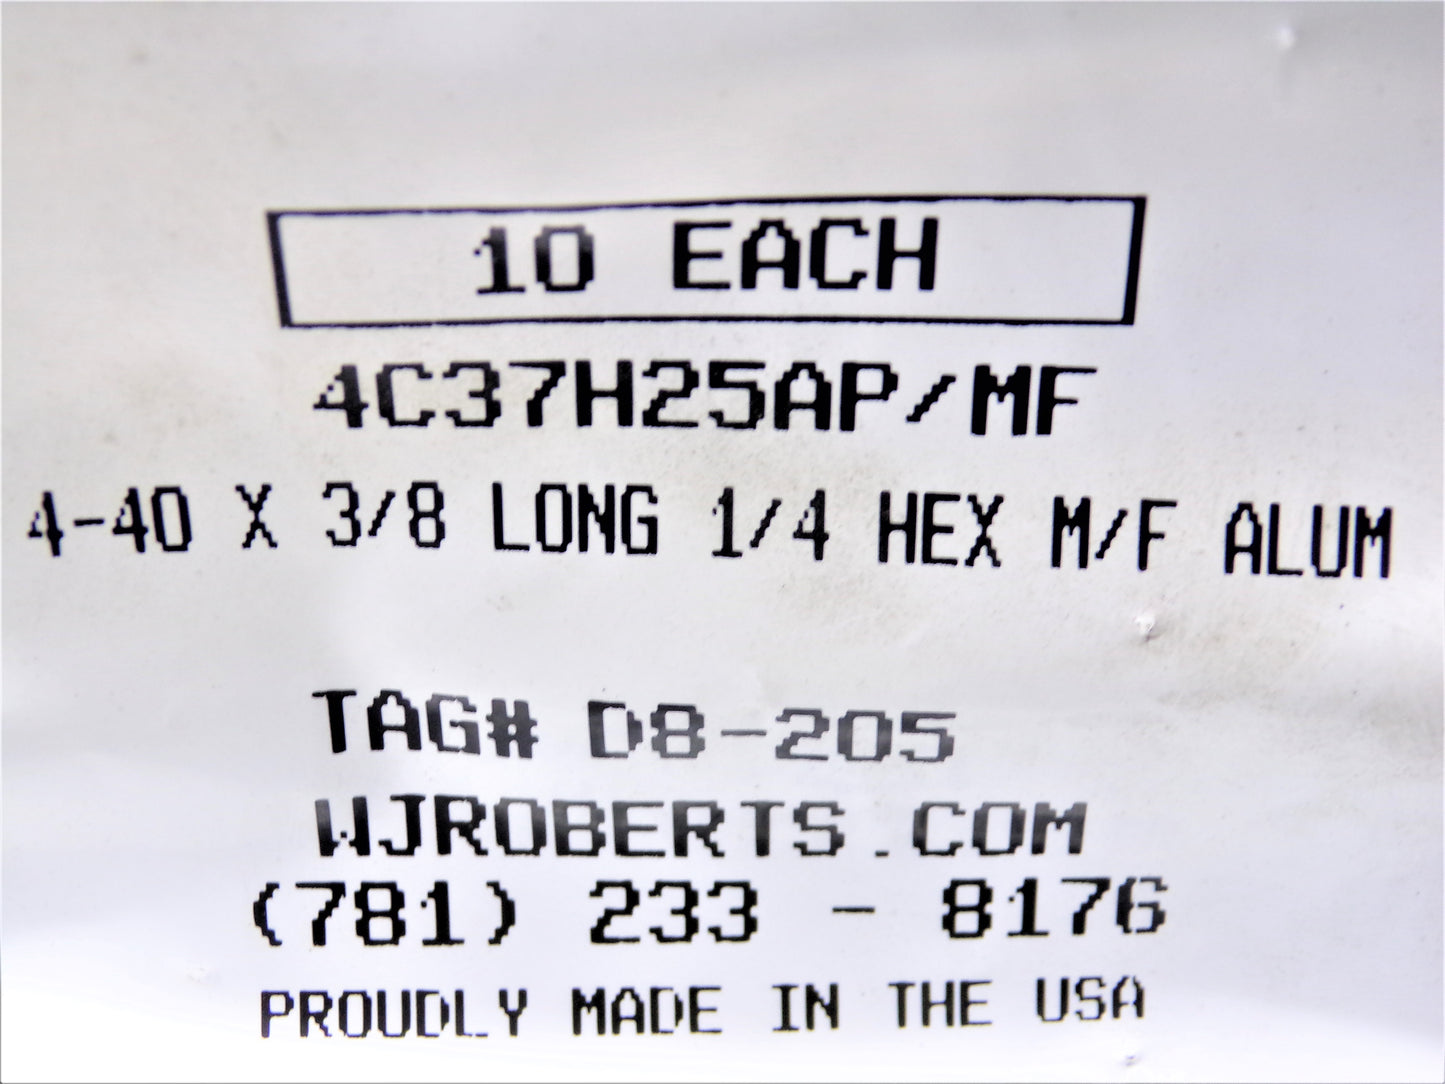 10 EACH
4C37H25AP/MF
4-40 X 3/8 LONG 1/4 HEX M/F ALUM
TAG# D8-205
WJROBERTS.COM
(781) 233 - 8176
PROUDLY MADE IN THE USA